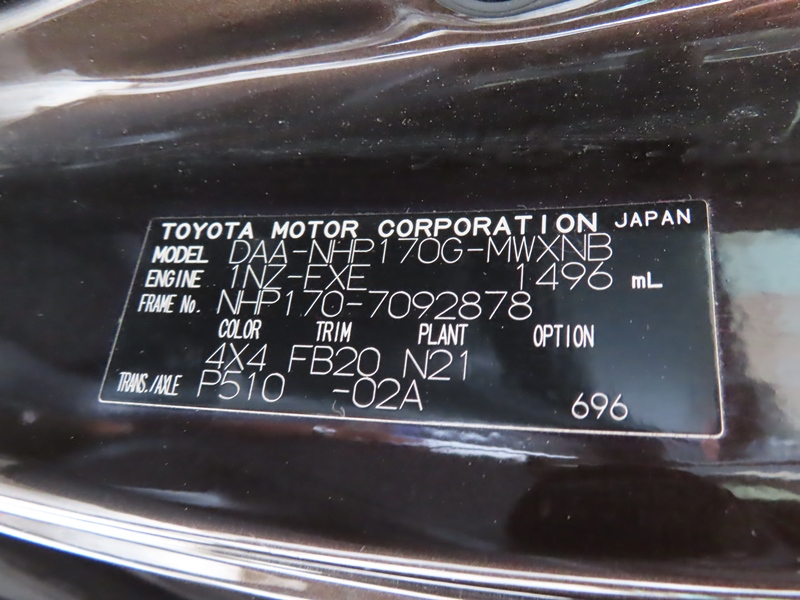 TOYOTA MOTOR CORPORATION JAPAN
MODEL DAA-NHP170G-MWXNB
ENGINE 1NZ-FXE 1496 mL
FRAME No. NHP170-7092878
COLOR TRIM PLANT OPTION
4X4 FB20 N21
TRANS./AXLE P510 -02A 696